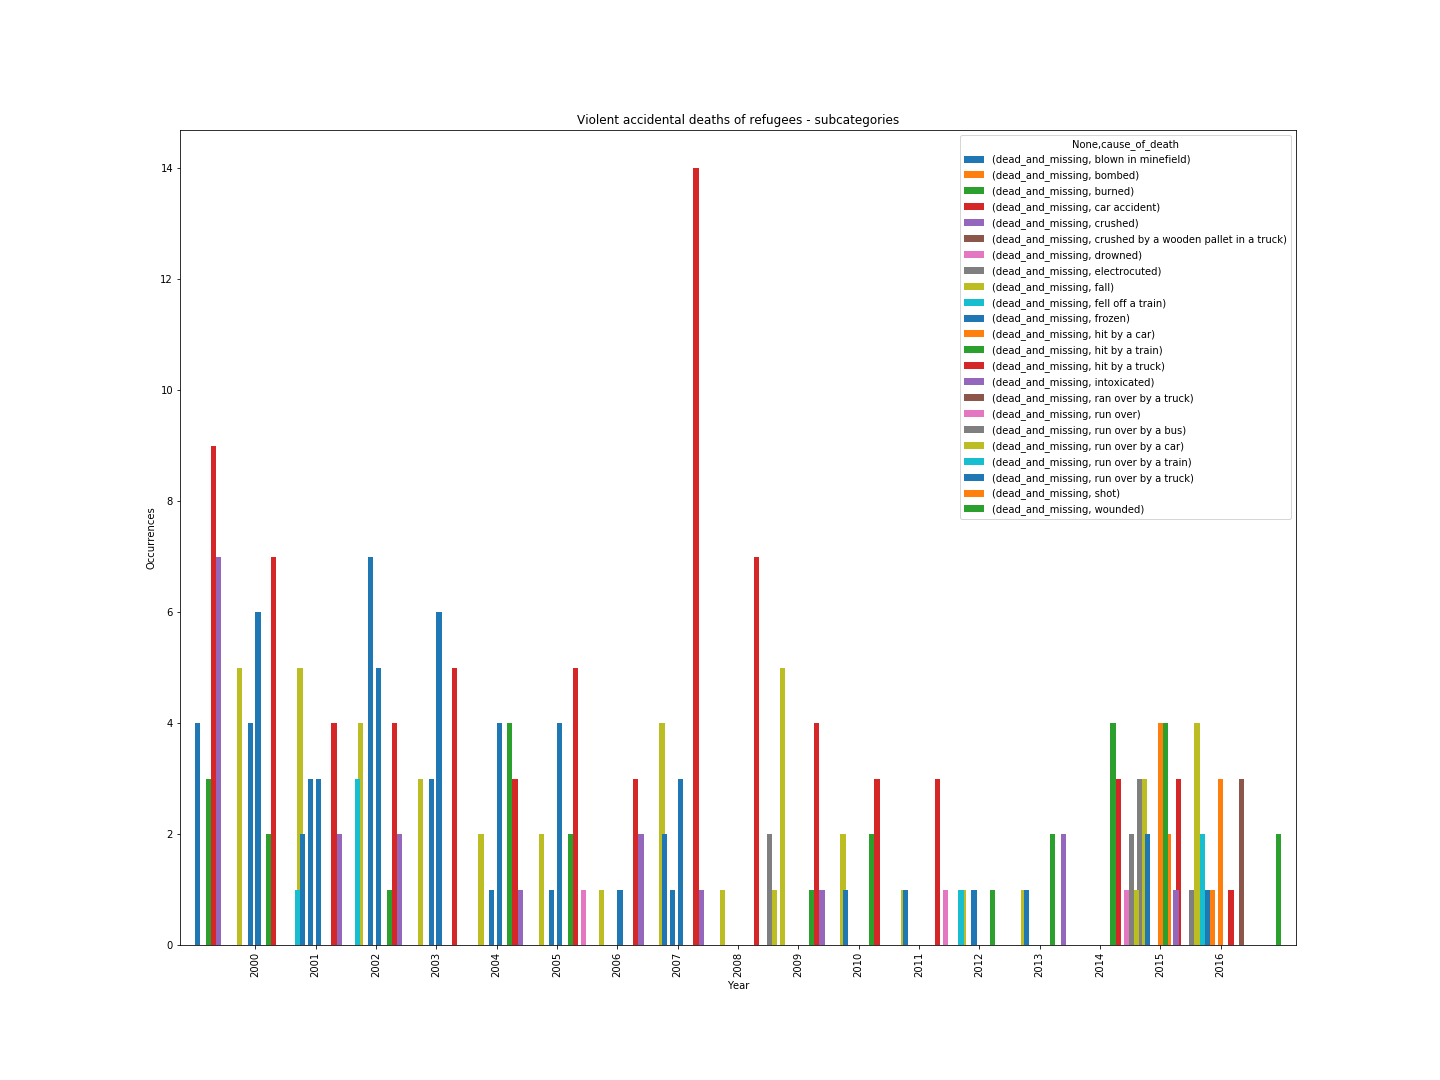 Violent accidental deaths of refugees - subcategories
None,cause_of_death
(dead_and_missing, blown in minefield)
(dead_and_missing, bombed)
(dead_and_missing, burned)
(dead_and_missing, car accident)
(dead_and_missing, crushed)
(dead_and_missing, crushed by a wooden pallet in a truck)
(dead_and_missing, drowned)
(dead_and_missing, electrocuted)
(dead_and_missing, fall)
(dead_and_missing, fell off a train)
(dead_and_missing, frozen)
(dead_and_missing, hit by a car)
(dead_and_missing, hit by a train)
(dead_and_missing, hit by a truck)
(dead_and_missing, intoxicated)
(dead_and_missing, ran over by a truck)
(dead_and_missing, run over)
(dead_and_missing, run over by a bus)
(dead_and_missing, run over by a car)
(dead_and_missing, run over by a train)
(dead_and_missing, run over by a truck)
(dead_and_missing, shot)
(dead_and_missing, wounded)
Occurrences
14
12
10
8
6
4
2
0
2000
2001
2002
2003
2004
2005
2006
2007
2008
2009
2010
2011
2012
2013
2014
2015
2016
Year